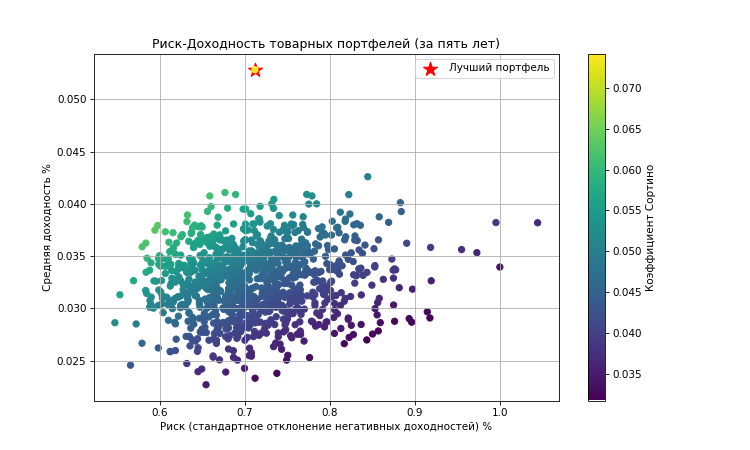 Риск-Доходность товарных портфелей (за пять лет)
Лучший портфель
Средняя доходность %
0.050
0.045
0.040
0.035
0.030
0.025
0.6 0.7 0.8 0.9 1.0
Риск (стандартное отклонение негативных доходностей) %
0.070
0.065
0.060
0.055
0.050
0.045
0.040
0.035
Коэффициент Сортино